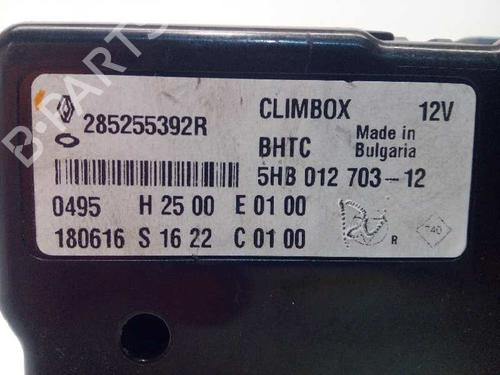 285255392R CLIMBOX 12V
BHTC Made in Bulgaria
5HB 012 703-12
0495 H 25 00 E 01 00
180616 S 16 22 C 01 00
R
740
B-PARTS